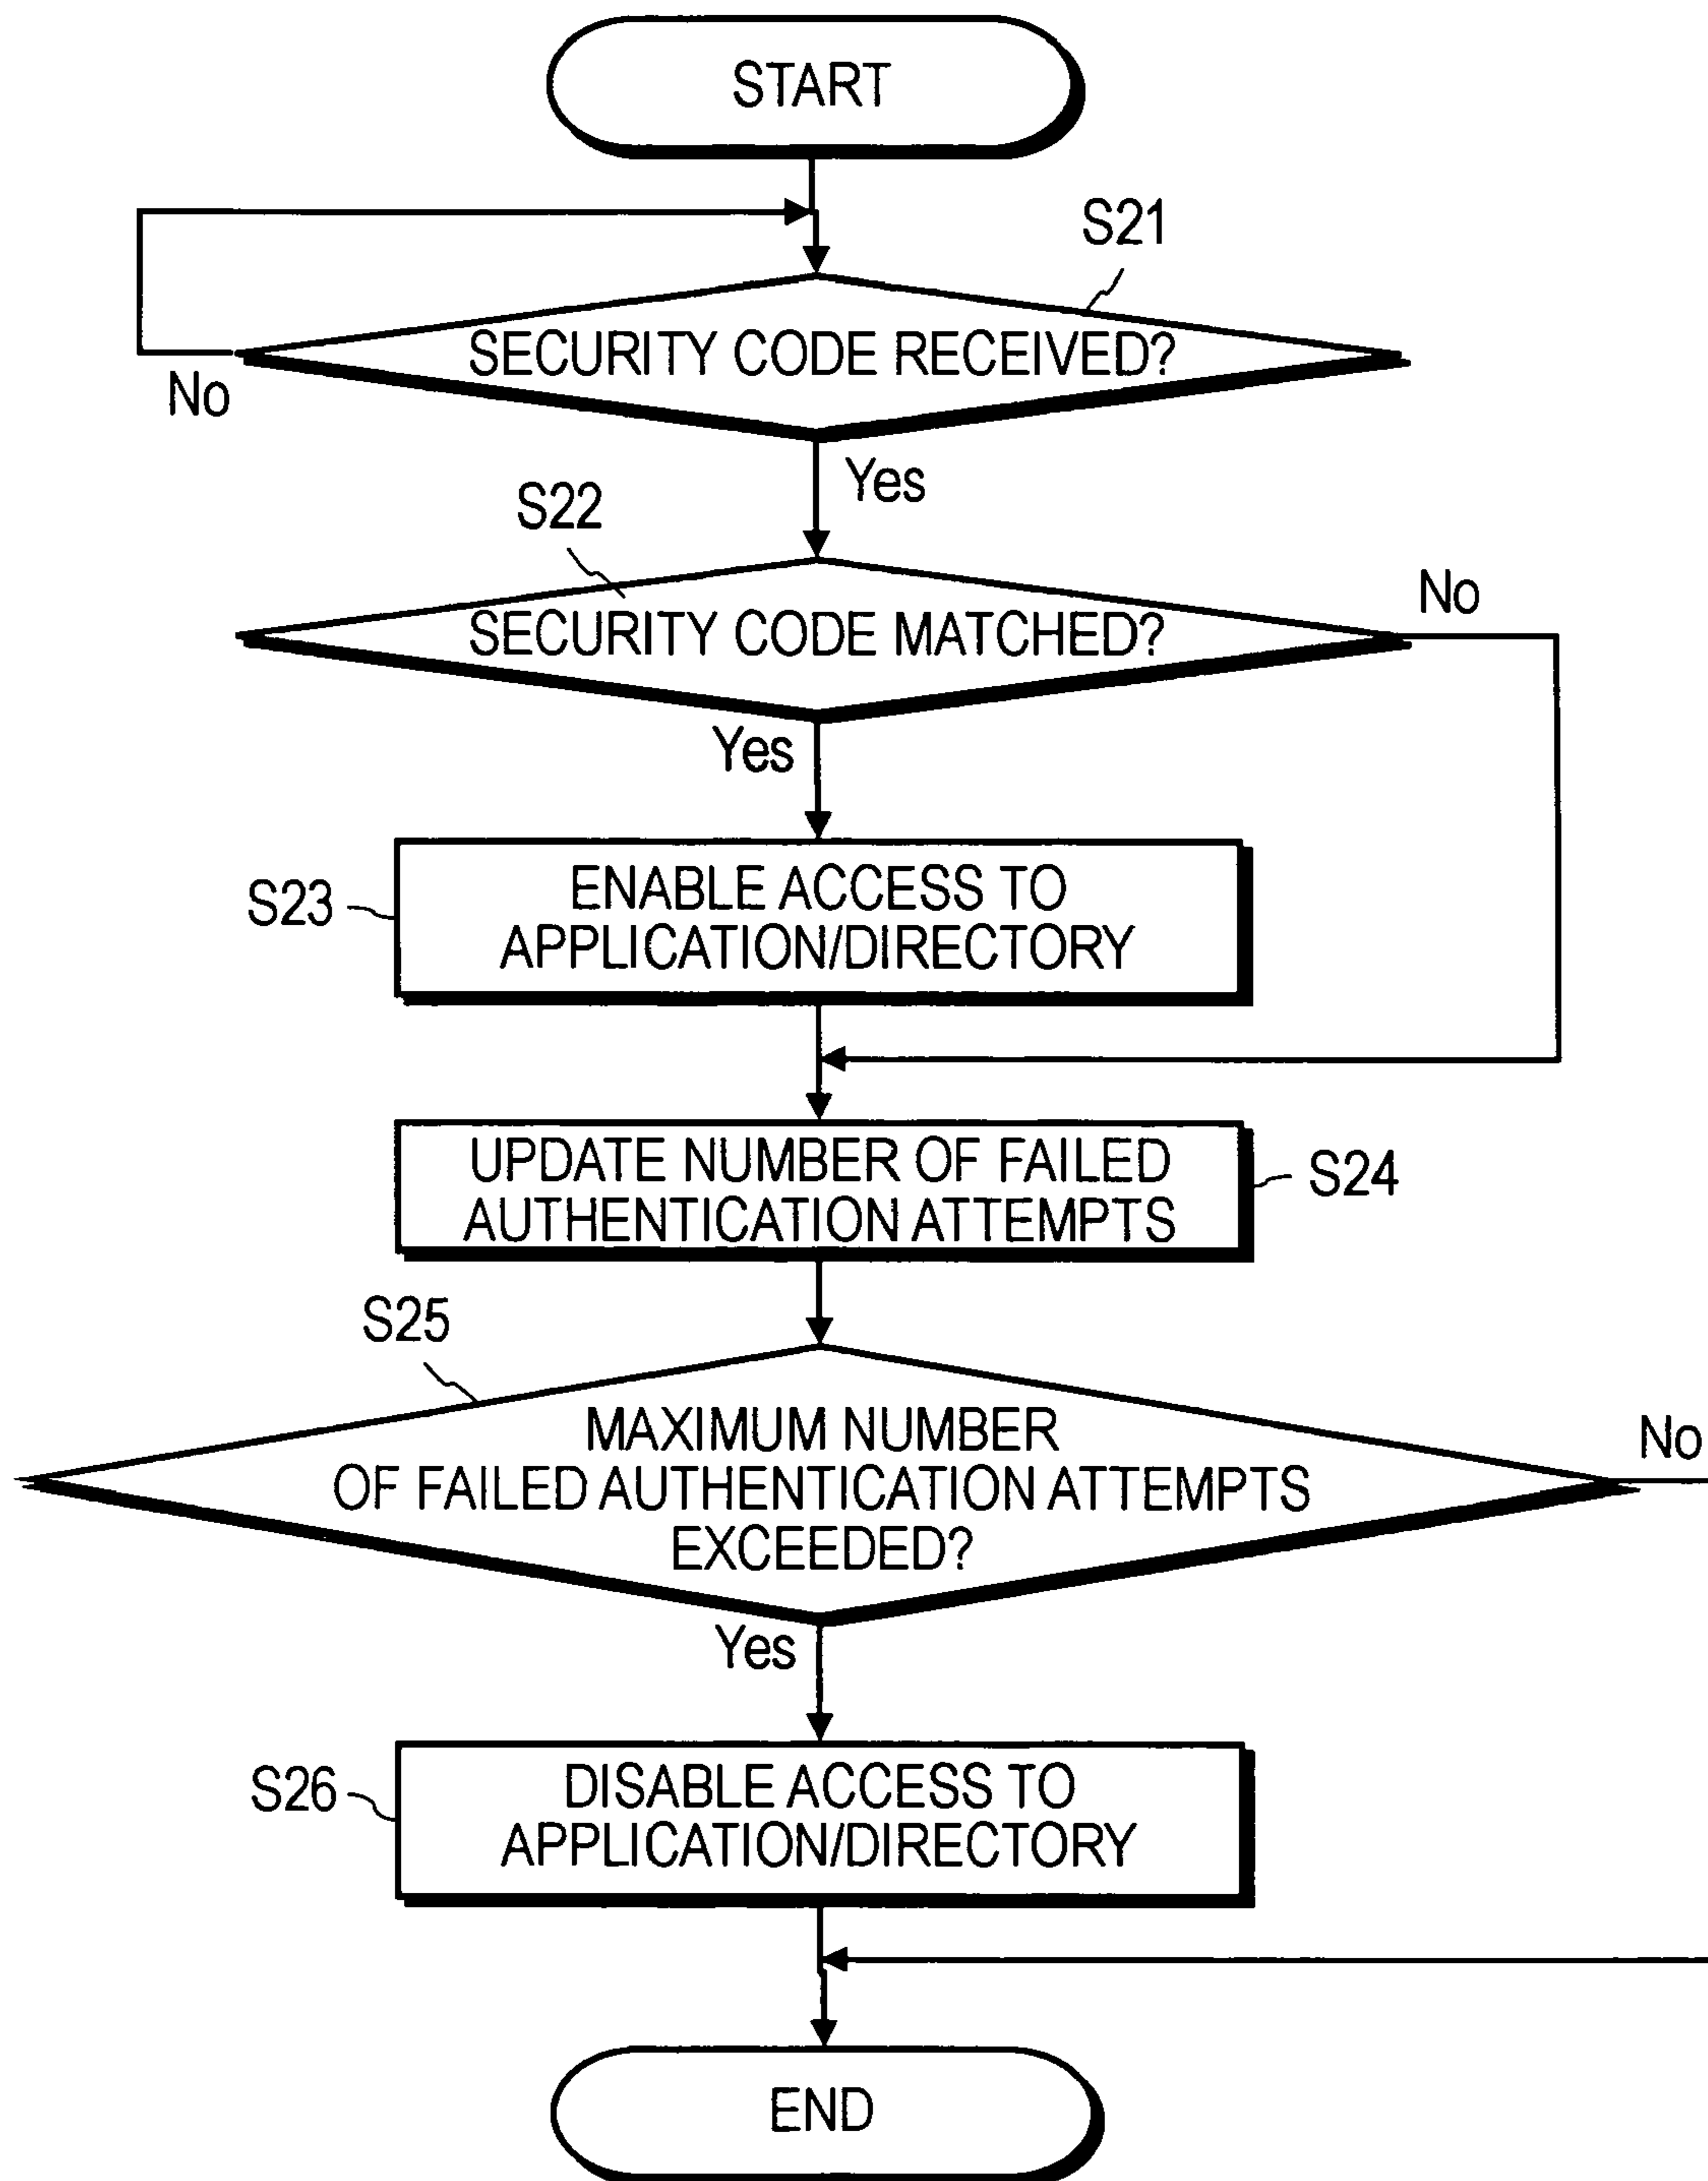 START
S21
SECURITY CODE RECEIVED?
No
Yes
S22
No
SECURITY CODE MATCHED?
Yes
S23
ENABLE ACCESS TO
APPLICATION/DIRECTORY
UPDATE NUMBER OF FAILED
AUTHENTICATION ATTEMPTS
S24
S25
MAXIMUM NUMBER
OF FAILED AUTHENTICATION ATTEMPTS
EXCEEDED?
No
Yes
S26
DISABLE ACCESS TO
APPLICATION/DIRECTORY
END